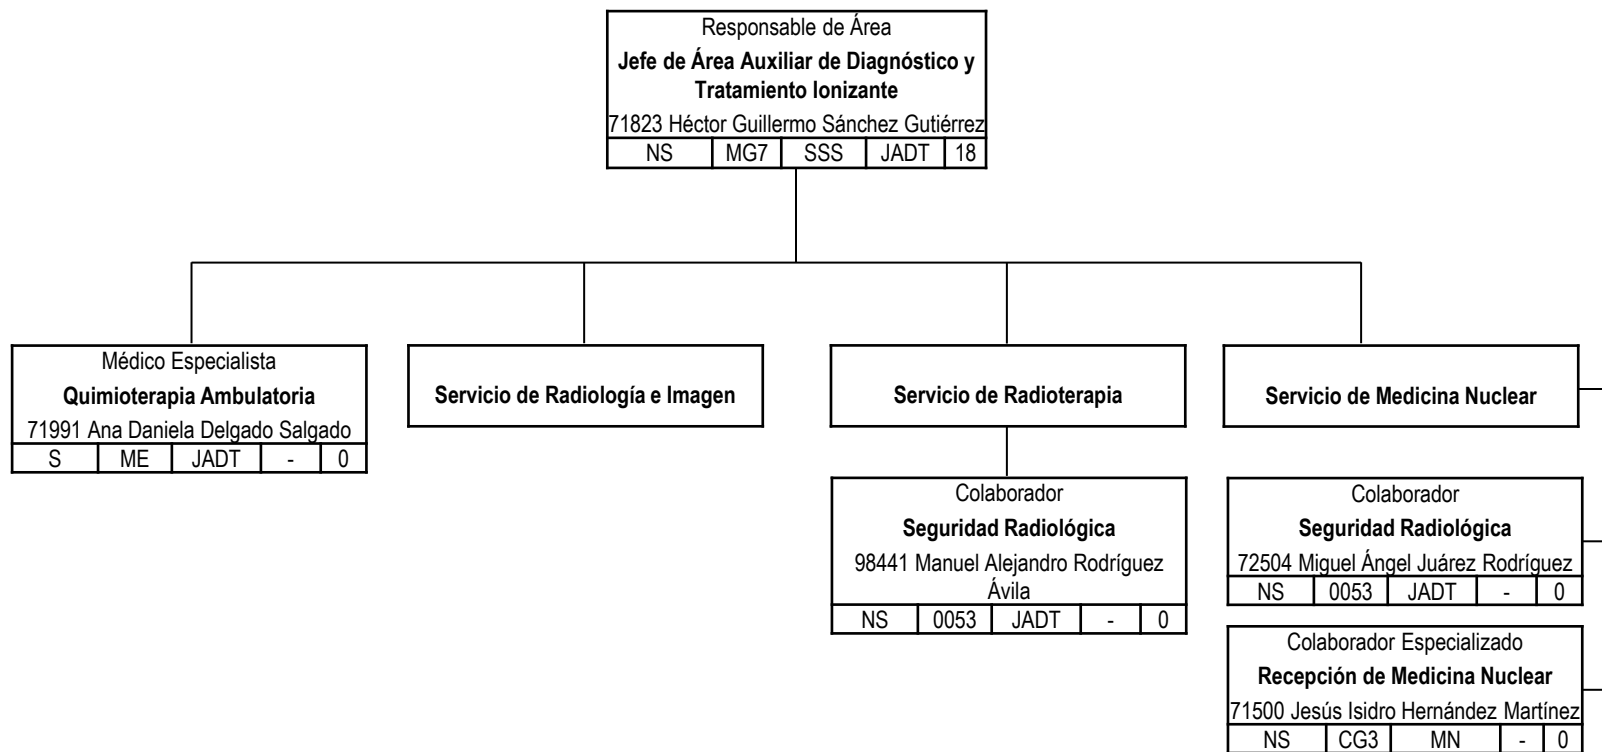 Responsable de Área
Jefe de Área Auxiliar de Diagnóstico y
Tratamiento Ionizante
71823 Héctor Guillermo Sánchez Gutiérrez
NS MG7 SSS JADT 18
Médico Especialista
Quimioterapia Ambulatoria
71991 Ana Daniela Delgado Salgado
S ME JADT - 0
Servicio de Radiología e Imagen
Servicio de Radioterapia
Colaborador
Seguridad Radiológica
98441 Manuel Alejandro Rodríguez
Ávila
NS 0053 JADT - 0
Servicio de Medicina Nuclear
Colaborador
Seguridad Radiológica
72504 Miguel Ángel Juárez Rodríguez
NS 0053 JADT - 0
Colaborador Especializado
Recepción de Medicina Nuclear
71500 Jesús Isidro Hernández Martínez
NS CG3 MN - 0